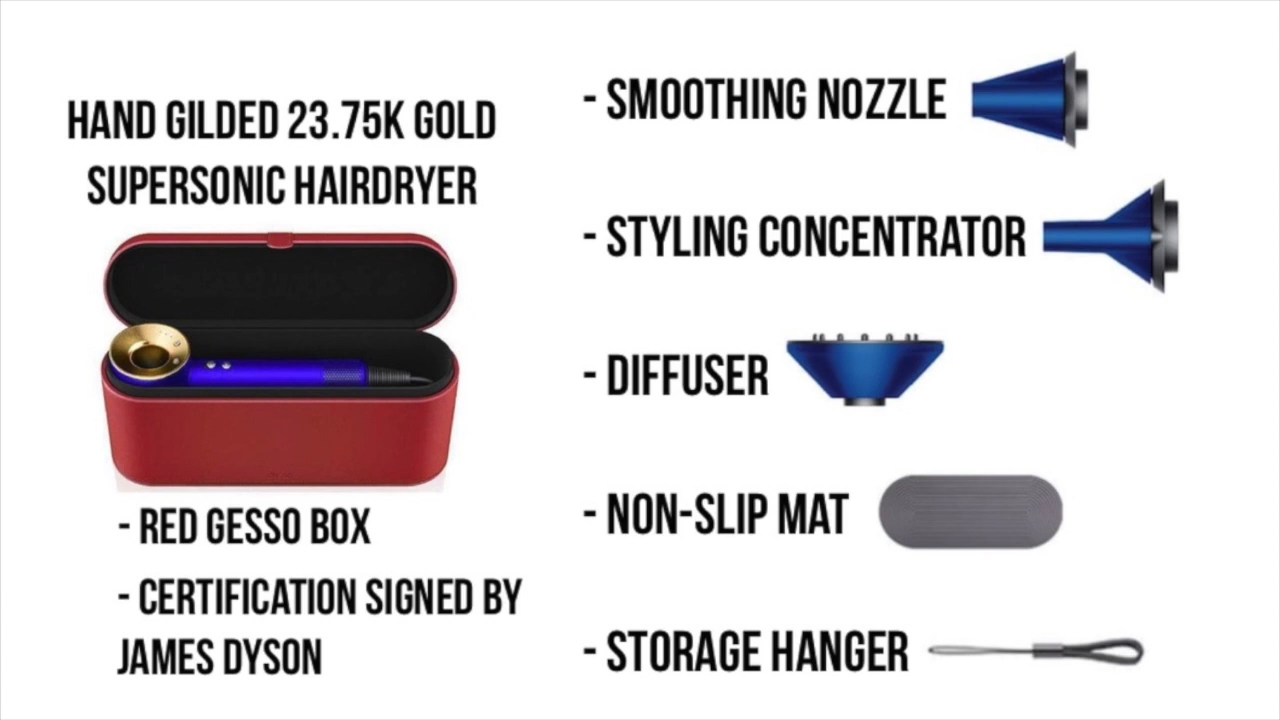 HAND GILDED 23.75K GOLD
SUPERSONIC HAIRDRYER
- RED GESSO BOX
- CERTIFICATION SIGNED BY
JAMES DYSON
- SMOOTHING NOZZLE
- STYLING CONCENTRATOR
- DIFFUSER
- NON-SLIP MAT
- STORAGE HANGER